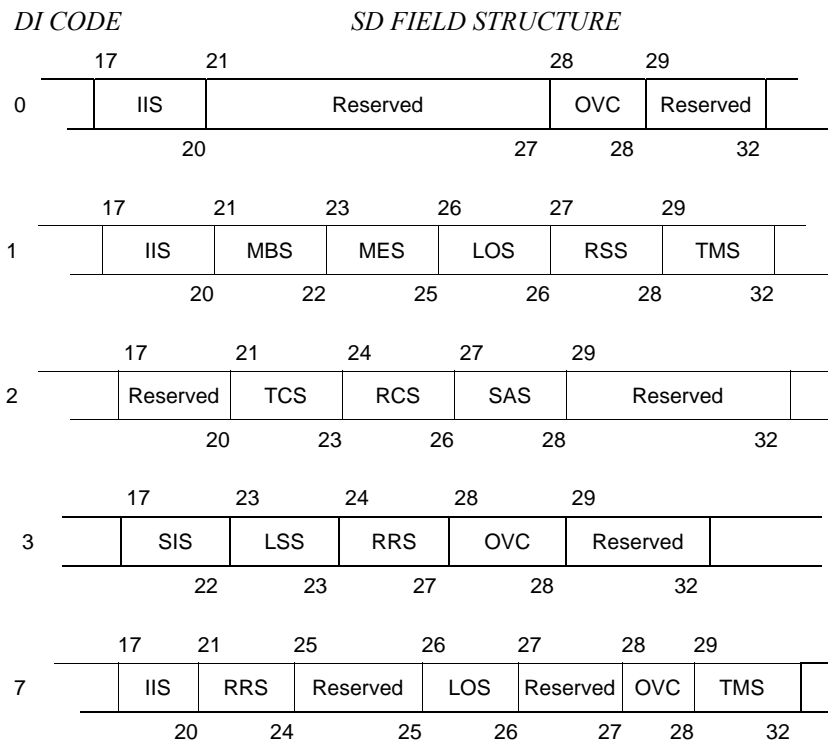 DI CODE SD FIELD STRUCTURE
17 21 28 29
0 IIS Reserved OVC Reserved
20 27 28 32
17 21 23 26 27 29
1 IIS MBS MES LOS RSS TMS
20 22 25 26 28 32
17 21 24 27 29
2 Reserved TCS RCS SAS Reserved
20 23 26 28 32
17 23 24 28 29
3 SIS LSS RRS OVC Reserved
22 23 27 28 32
17 21 25 26 27 28 29
7 IIS RRS Reserved LOS Reserved OVC TMS
20 24 25 26 27 28 32